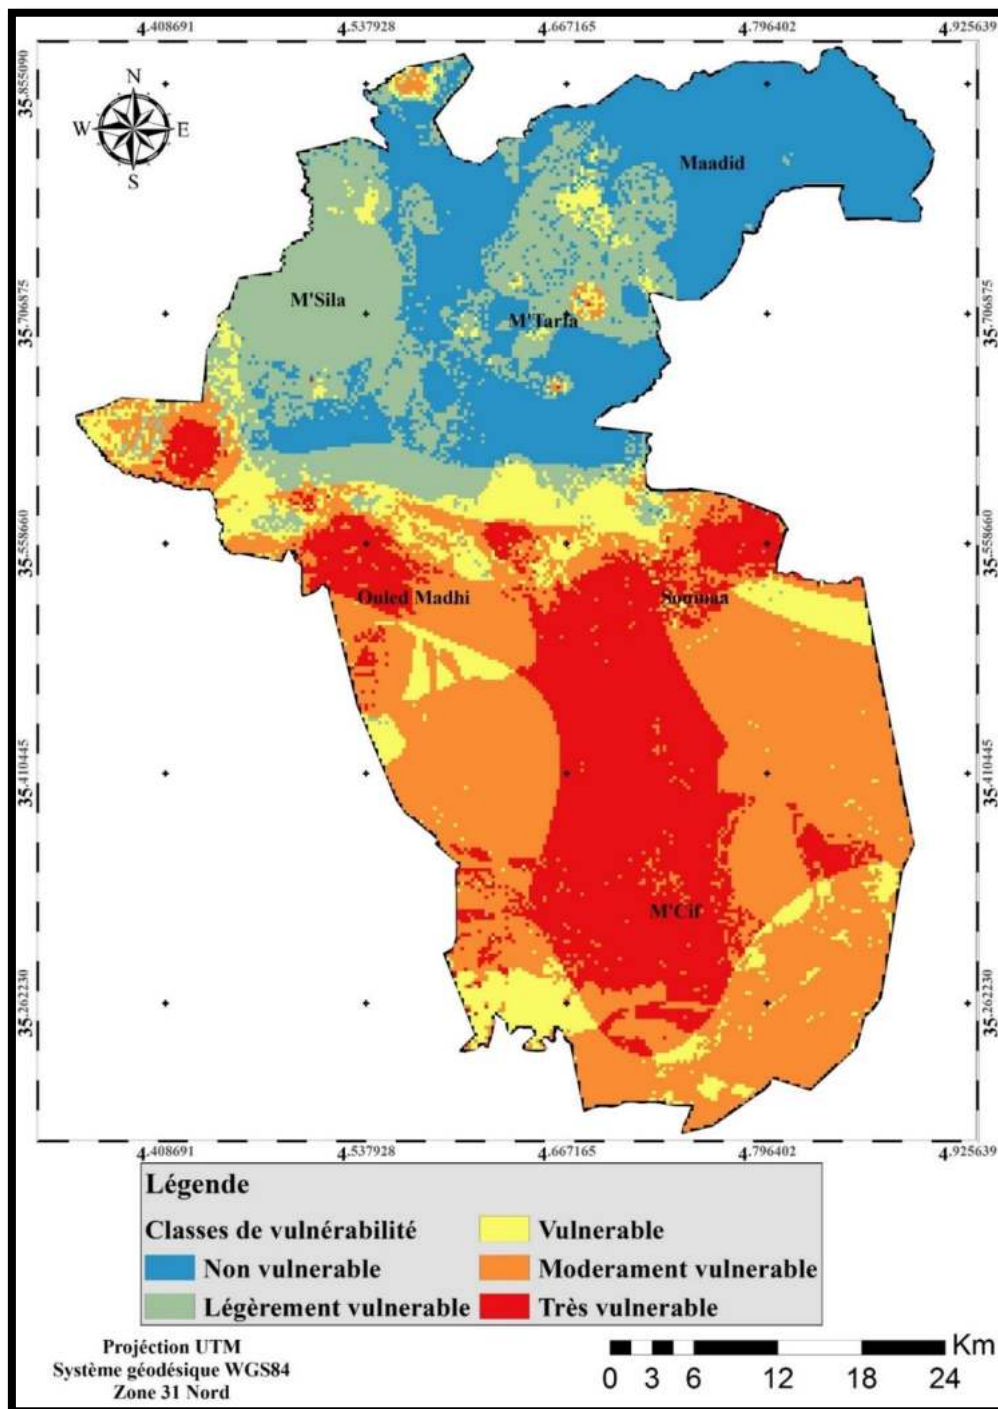 4.408691 4.537928 4.667165 4.796402 4.925639
35.855090 35.855090
N
W E
S
Maadid
35.706875 35.706875
M'Sila
M'Tarfa
35.558660 35.558660
Ouled Madhi Soumaa
35.410445 35.410445
M'Cif
35.262230 35.262230
4.408691 4.537928 4.667165 4.796402 4.925639
Légende
Classes de vulnérabilité Vulnerable
Non vulnerable Moderament vulnerable
Légèrement vulnerable Très vulnerable
Projéction UTM
Système géodésique WGS84
Zone 31 Nord
Km
0 3 6 12 18 24